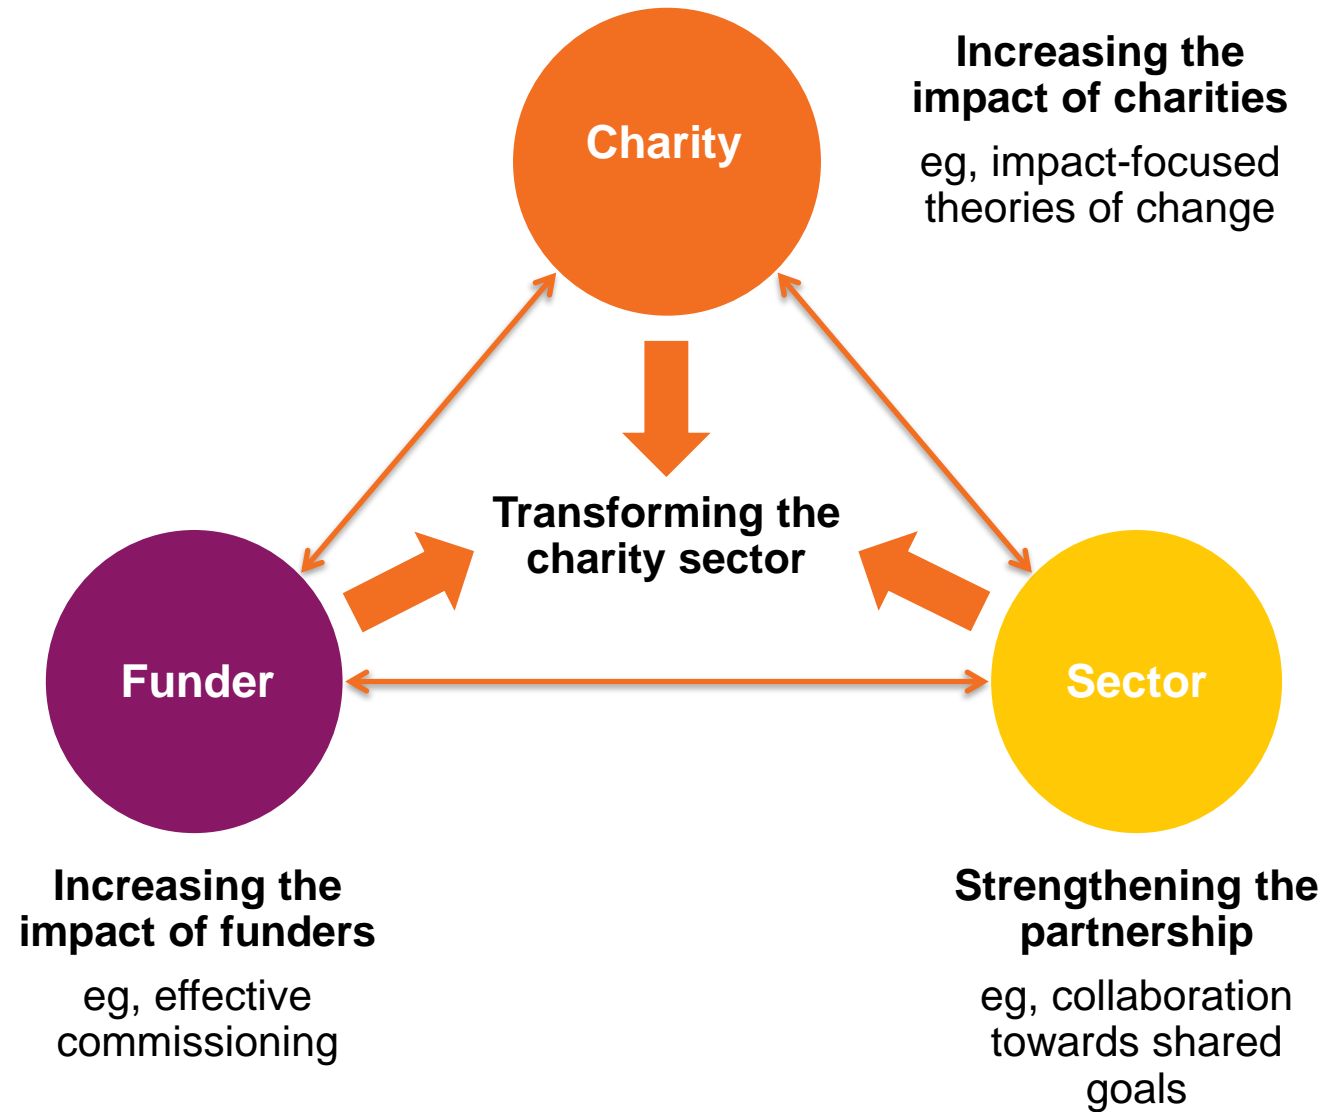 Charity
Increasing the
impact of charities
eg, impact-focused
theories of change
Transforming the
charity sector
Funder
Sector
Increasing the
impact of funders
eg, effective
commissioning
Strengthening the
partnership
eg, collaboration
towards shared
goals